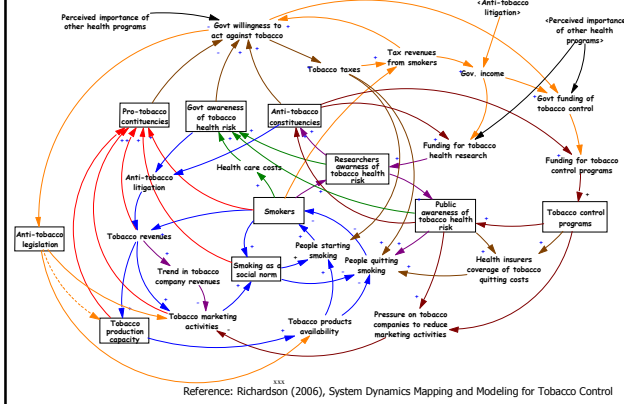 Perceived importance of
other health programs
Govt willingness to
act against tobacco
<Anti-tobacco
litigation>
<Perceived importance
of other health
programs>
Tax revenues
from smokers
Tobacco taxes
Gov. income
Govt funding of
tobacco control
Pro-tobacco
contituencies
Govt awareness
of tobacco
health risk
Anti-tobacco
constituencies
Funding for tobacco
health research
Funding for tobacco
control programs
Researchers
awarness of tobacco
health risk
Health care costs
Anti-tobacco
litigation
Smokers
Public
awareness of
tobacco health
risk
Tobacco control
programs
Anti-tobacco
legislation
Tobacco revenues
People starting
smoking
People quitting
smoking
Health insurers
coverage of tobacco
quitting costs
Trend in tobacco
company revenues
Smoking as a
social norm
Tobacco
production
capacity
Tobacco marketing
activities
Tobacco products
availability
Pressure on tobacco
companies to reduce
marketing activities
xxx
Reference: Richardson (2006), System Dynamics Mapping and Modeling for Tobacco Control